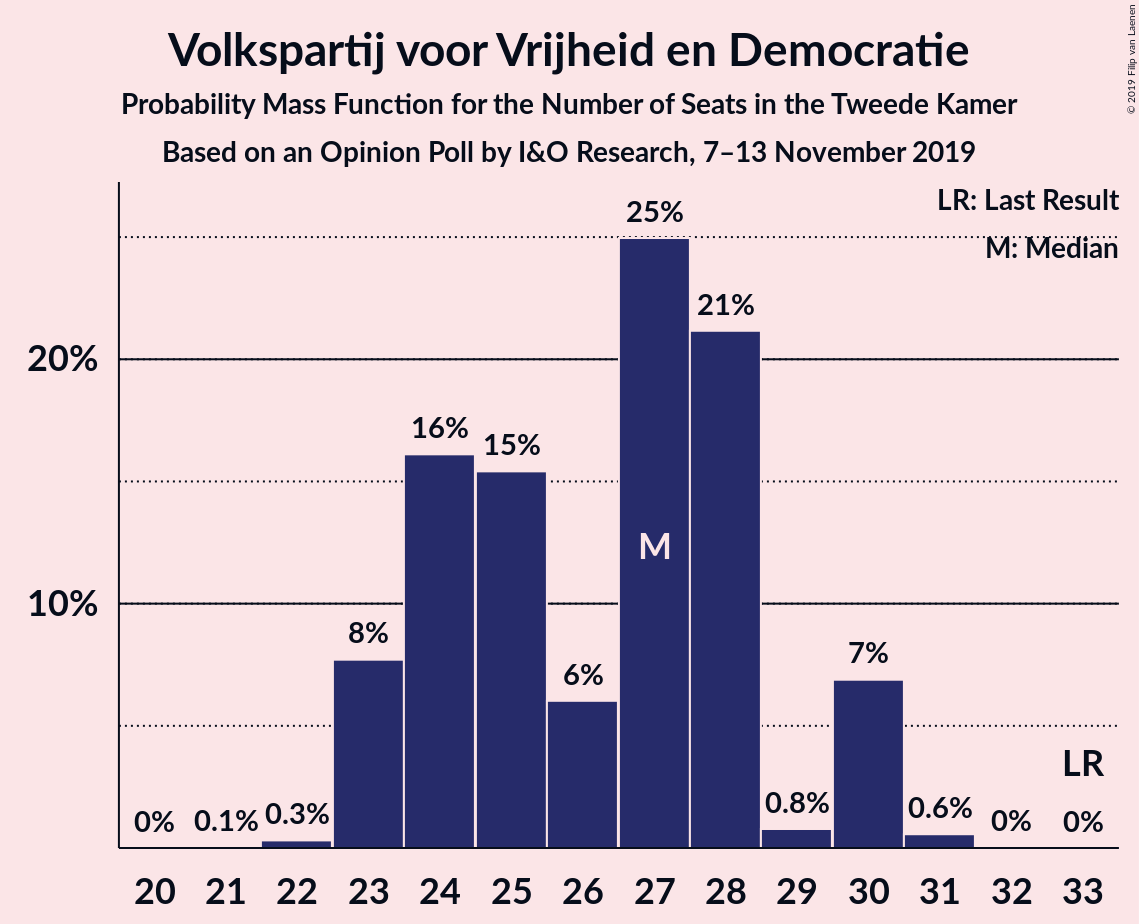 Volkspartij voor Vrijheid en Democratie
Probability Mass Function for the Number of Seats in the Tweede Kamer
Based on an Opinion Poll by I&O Research, 7–13 November 2019
© 2019 Filip van Laenen
LR: Last Result
M: Median
25%
21%
20%
16%
15%
M
10%
8%
7%
6%
LR
0%
0.1%
0.3%
0.8%
0.6%
0%
0%
20 21 22 23 24 25 26 27 28 29 30 31 32 33